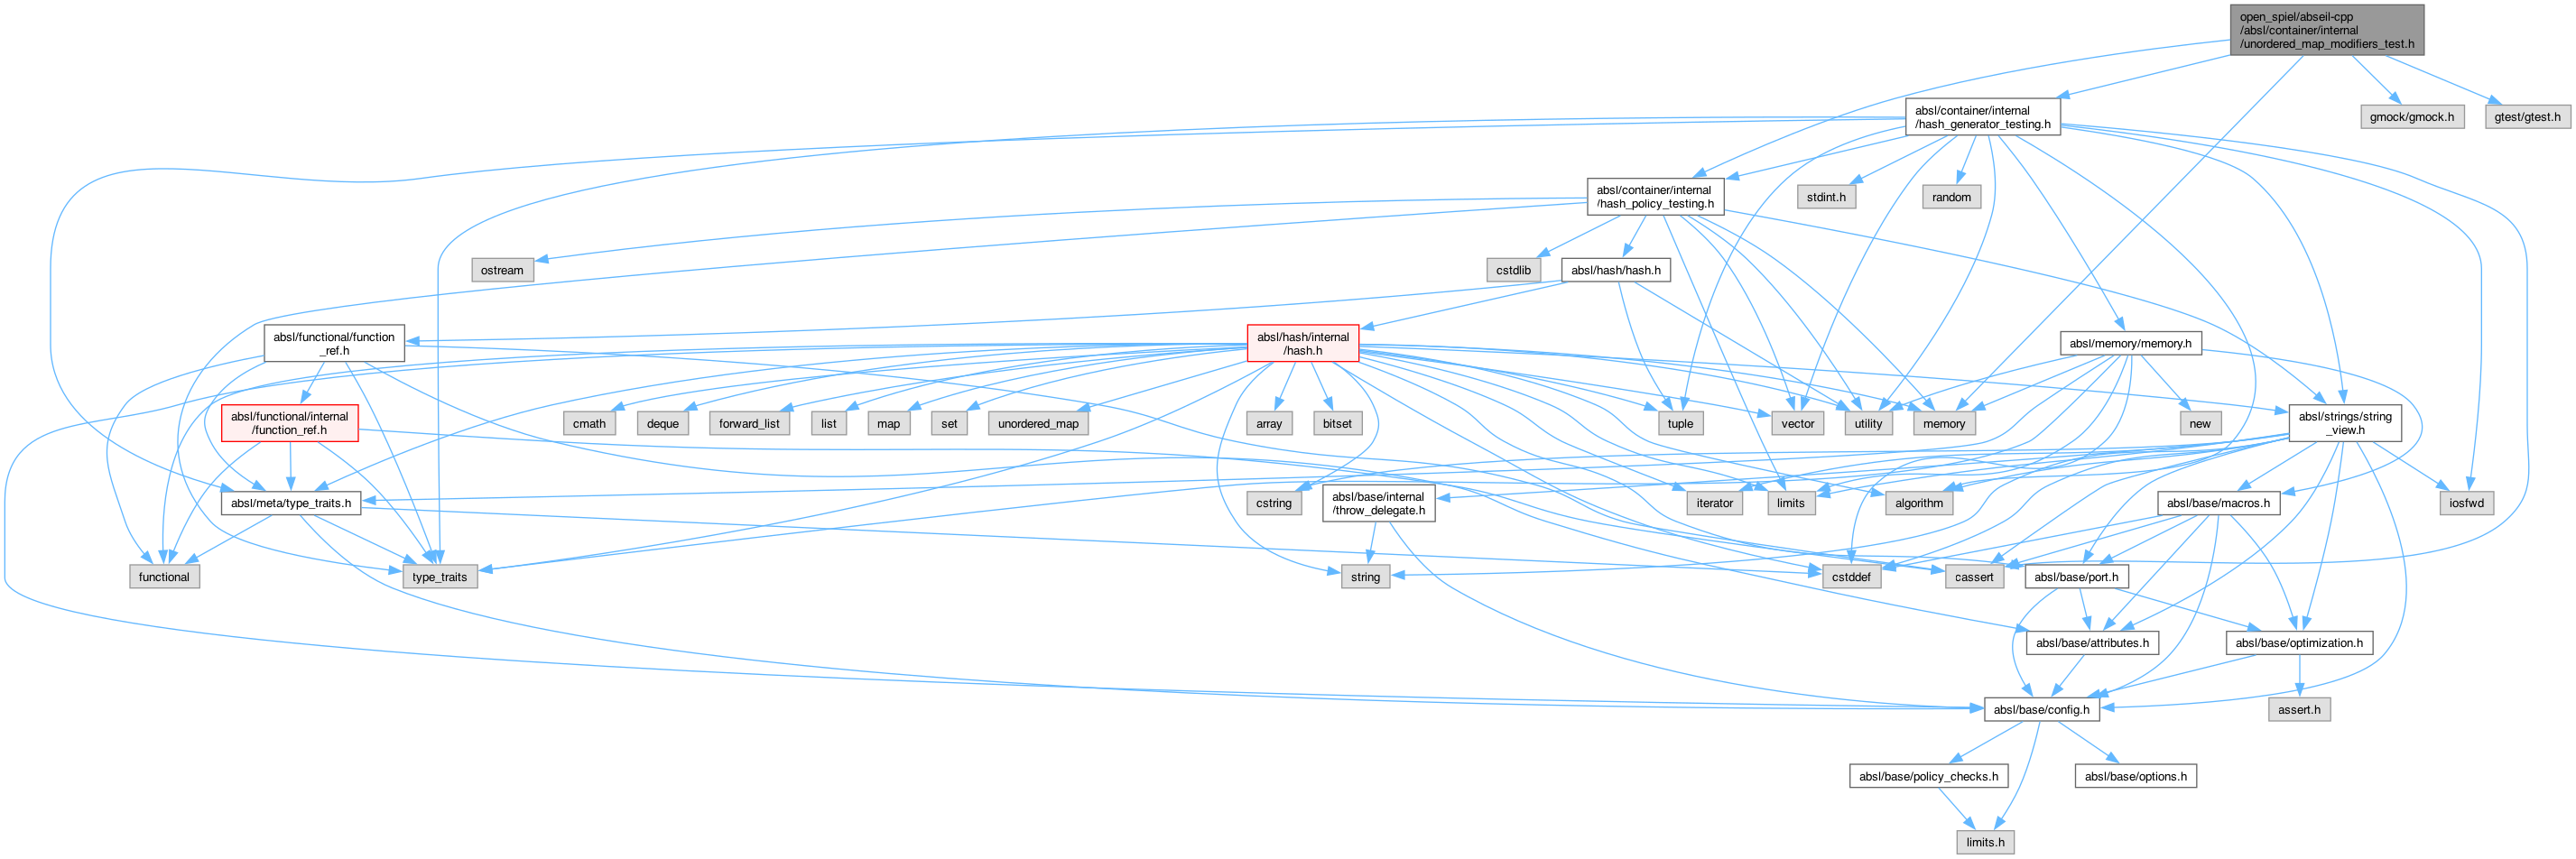 open_spiel/abseil-cpp
/absl/container/internal
/unordered_map_modifiers_test.h
absl/container/internal
/hash_generator_testing.h
gmock/gmock.h
gtest/gtest.h
absl/container/internal
/hash_policy_testing.h
stdint.h
random
ostream
cstdlib
absl/hash/hash.h
absl/functional/function
_ref.h
absl/hash/internal
/hash.h
absl/memory/memory.h
absl/functional/internal
/function_ref.h
cmath
deque
forward_list
list
map
set
unordered_map
array
bitset
tuple
vector
utility
memory
new
absl/strings/string
_view.h
absl/meta/type_traits.h
cstring
absl/base/internal
/throw_delegate.h
iterator
limits
algorithm
absl/base/macros.h
iosfwd
functional
type_traits
string
cstddef
cassert
absl/base/port.h
absl/base/attributes.h
absl/base/optimization.h
absl/base/config.h
assert.h
absl/base/policy_checks.h
absl/base/options.h
limits.h